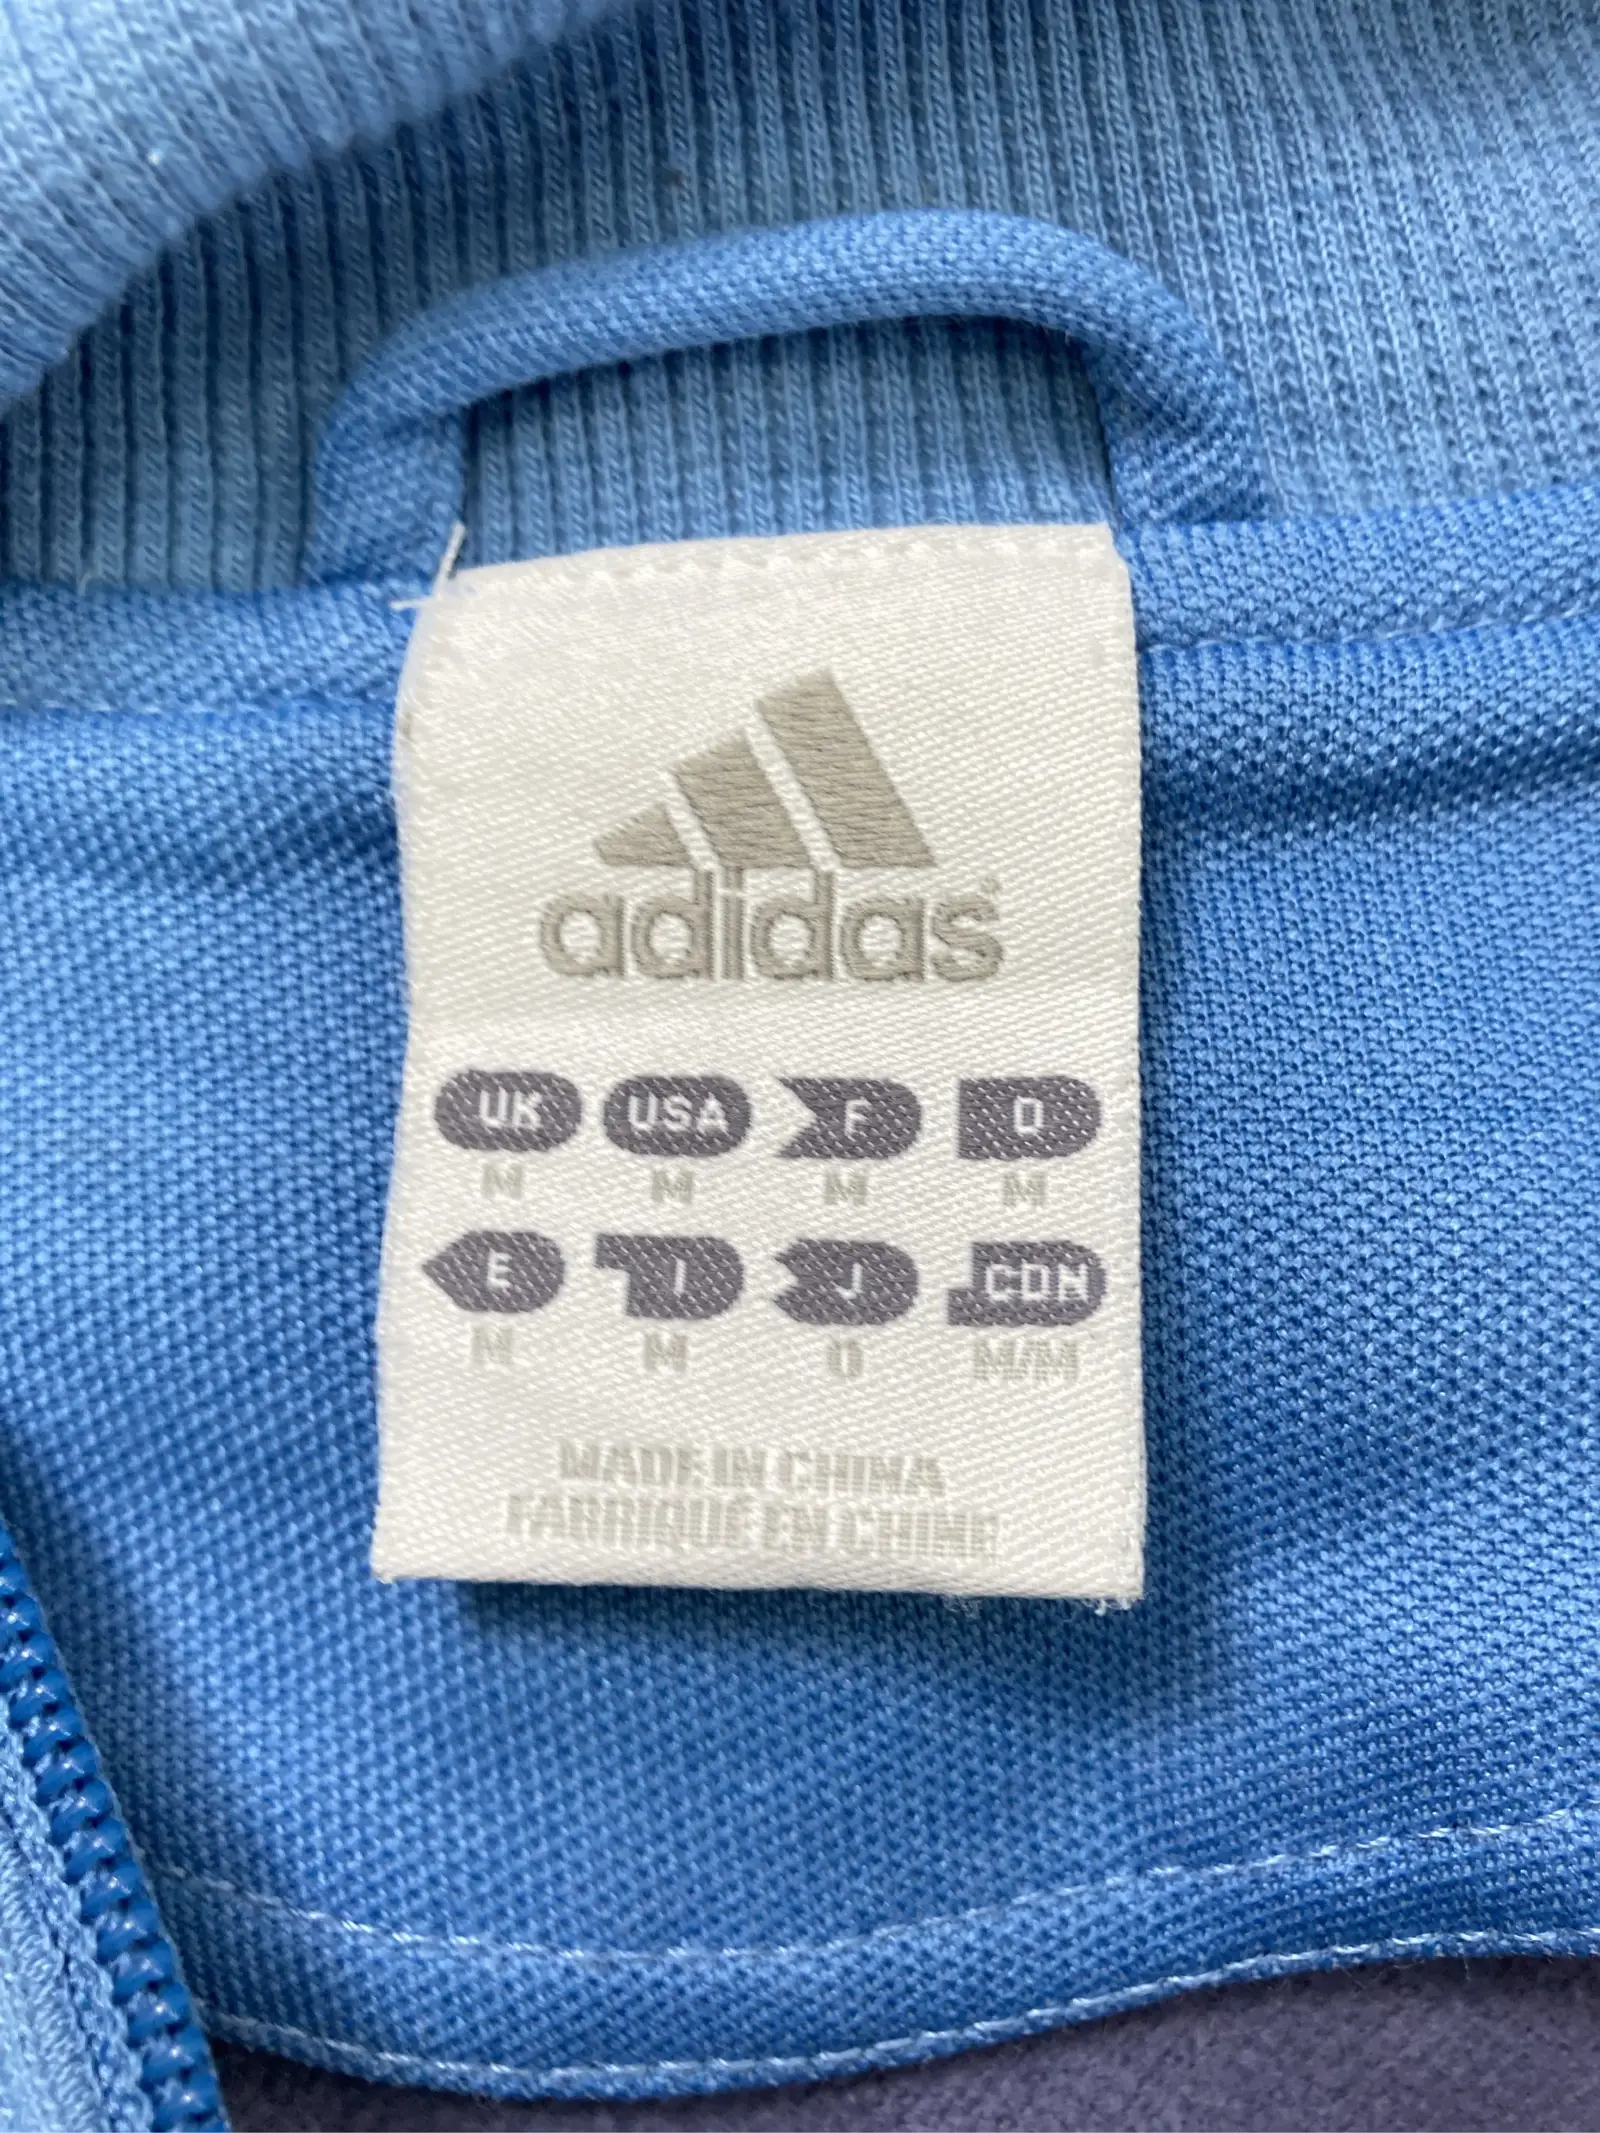 adidas®
UK USA F D
M M M M
E I J CDN
M M O M/M
MADE IN CHINA
FABRIQUÉ EN CHINE